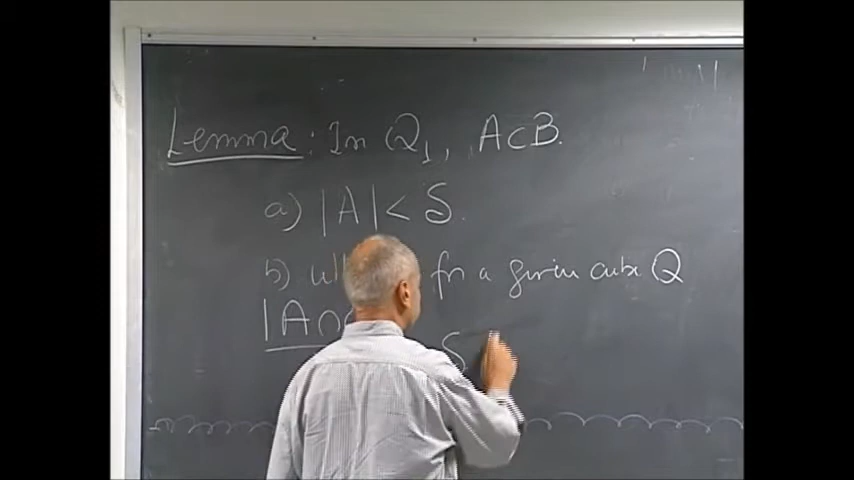 Lemma: In Q₁, A⊂B.
a) |A| < S.
b) for a given cube Q
|A∩
S